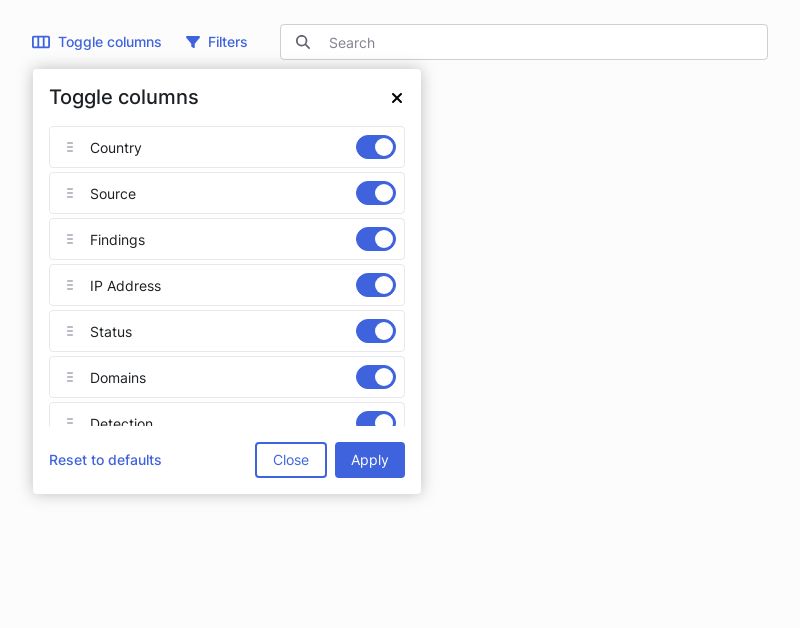 Toggle columns
Filters
Search
Toggle columns
Country
Source
Findings
IP Address
Status
Domains
Detection
Reset to defaults
Close
Apply